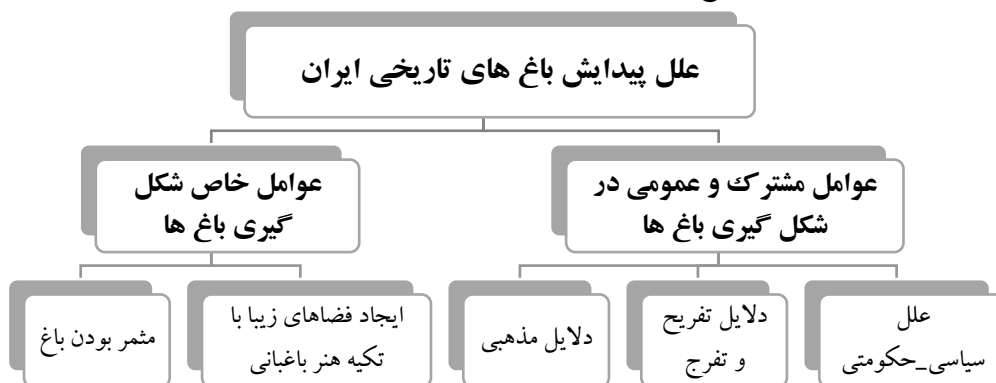 علل پیدایش باغ های تاریخی ایران
عوامل مشترک و عمومی در
شکل گیری باغ ها
عوامل خاص شکل
گیری باغ ها
علل
سیاسی_حکومتی
دلایل تفریح
و تفرج
دلایل مذهبی
ایجاد فضاهای زیبا با
تکیه هنر باغبانی
مثمر بودن باغ